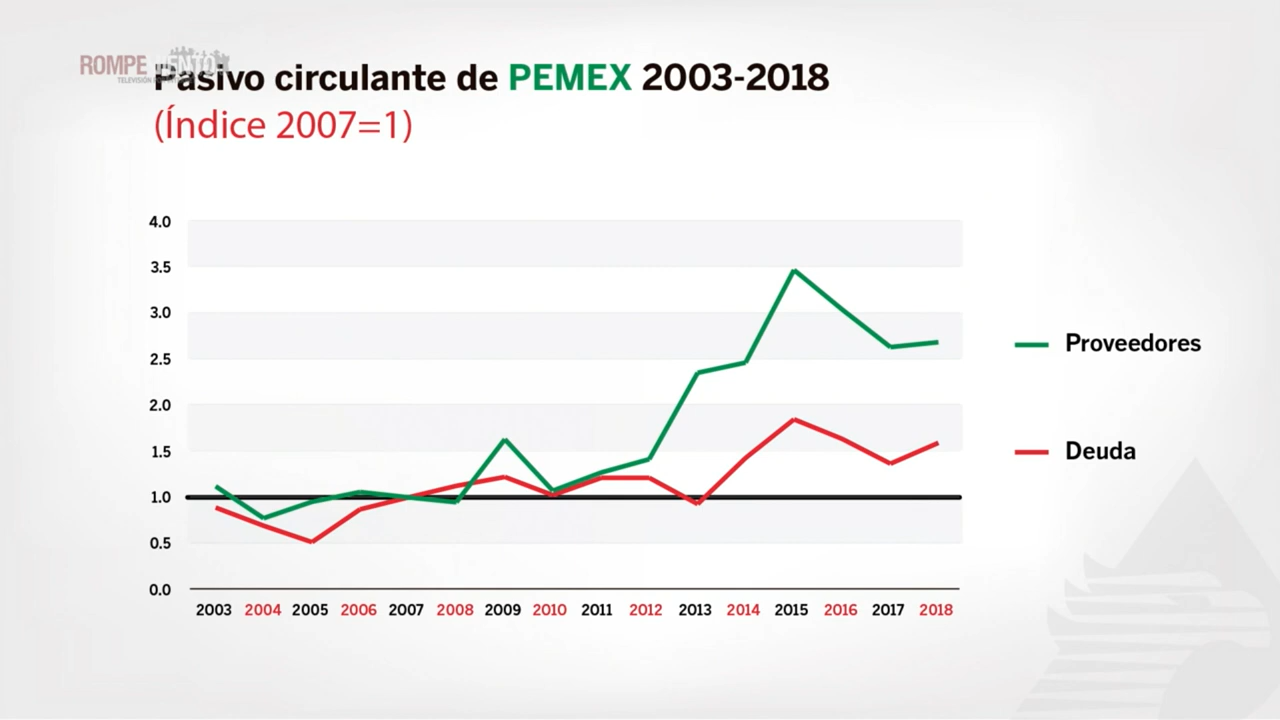 ROMPE VIENTO
TELEVISIÓN
Pasivo circulante de PEMEX 2003-2018
(Índice 2007=1)
4.0
3.5
3.0
2.5
2.0
1.5
1.0
0.5
0.0
2003 2004 2005 2006 2007 2008 2009 2010 2011 2012 2013 2014 2015 2016 2017 2018
Proveedores
Deuda